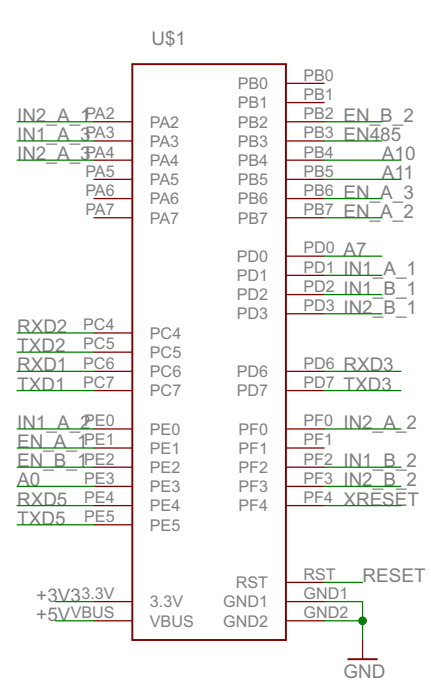 U$1
PB0 PB0
PB1 PB1
IN2_A_1 PA2 PA2 PB2 PB2 EN_B_2
IN1_A_3 PA3 PA3 PB3 PB3 EN485
IN2_A_3 PA4 PA4 PB4 PB4 A10
PA5 PA5 PB5 PB5 A11
PA6 PA6 PB6 PB6 EN_A_3
PA7 PA7 PB7 PB7 EN_A_2
PD0 PD0 A7
PD1 PD1 IN1_A_1
PD2 PD2 IN1_B_1
PD3 PD3 IN2_B_1
RXD2 PC4 PC4
TXD2 PC5 PC5
RXD1 PC6 PC6 PD6 PD6 RXD3
TXD1 PC7 PC7 PD7 PD7 TXD3
IN1_A_2 PE0 PE0 PF0 PF0 IN2_A_2
EN_A_1 PE1 PE1 PF1 PF1
EN_B_1 PE2 PE2 PF2 PF2 IN1_B_2
A0 PE3 PE3 PF3 PF3 IN2_B_2
RXD5 PE4 PE4 PF4 PF4 XRESET
TXD5 PE5 PE5
RST RST RESET
+3V3 3.3V 3.3V GND1 GND1
+5V VBUS VBUS GND2 GND2
GND